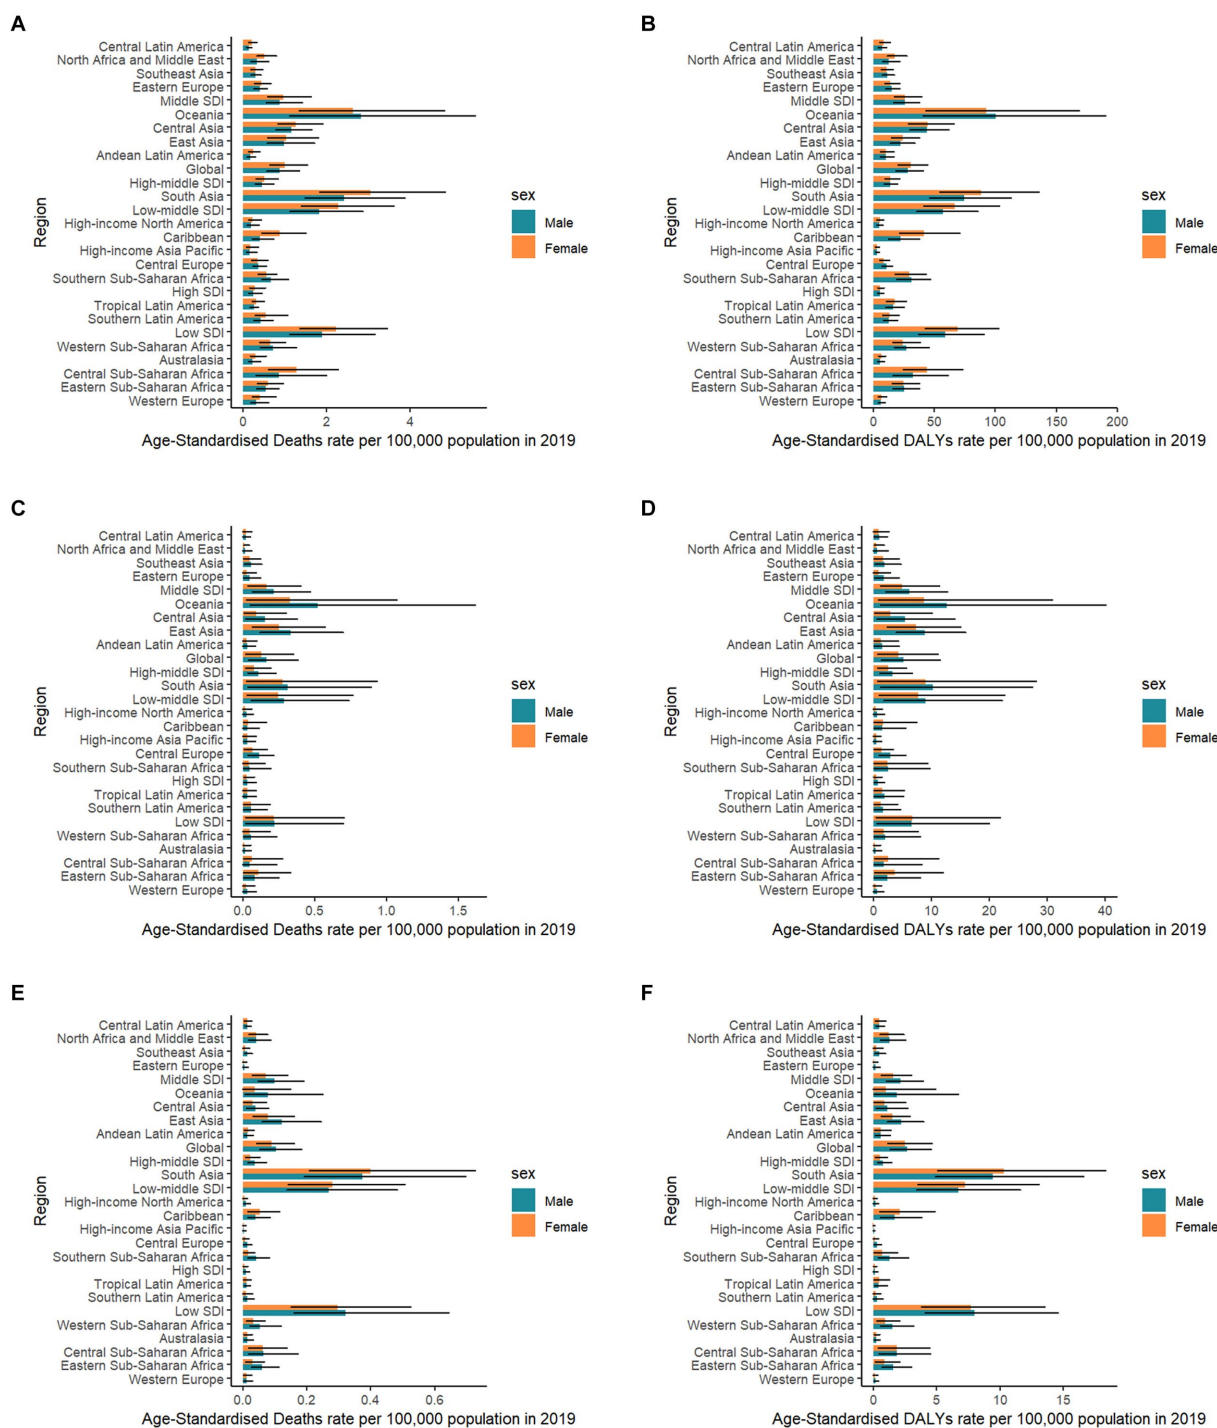 A
Central Latin America
North Africa and Middle East
Southeast Asia
Eastern Europe
Middle SDI
Oceania
Central Asia
East Asia
Andean Latin America
Global
High-middle SDI
South Asia
Low-middle SDI
High-income North America
Caribbean
High-income Asia Pacific
Central Europe
Southern Sub-Saharan Africa
High SDI
Tropical Latin America
Southern Latin America
Low SDI
Western Sub-Saharan Africa
Australasia
Central Sub-Saharan Africa
Eastern Sub-Saharan Africa
Western Europe
Region
0 2 4
Age-Standardised Deaths rate per 100,000 population in 2019
sex
Male
Female
B
Central Latin America
North Africa and Middle East
Southeast Asia
Eastern Europe
Middle SDI
Oceania
Central Asia
East Asia
Andean Latin America
Global
High-middle SDI
South Asia
Low-middle SDI
High-income North America
Caribbean
High-income Asia Pacific
Central Europe
Southern Sub-Saharan Africa
High SDI
Tropical Latin America
Southern Latin America
Low SDI
Western Sub-Saharan Africa
Australasia
Central Sub-Saharan Africa
Eastern Sub-Saharan Africa
Western Europe
Region
0 50 100 150 200
Age-Standardised DALYs rate per 100,000 population in 2019
sex
Male
Female
C
Central Latin America
North Africa and Middle East
Southeast Asia
Eastern Europe
Middle SDI
Oceania
Central Asia
East Asia
Andean Latin America
Global
High-middle SDI
South Asia
Low-middle SDI
High-income North America
Caribbean
High-income Asia Pacific
Central Europe
Southern Sub-Saharan Africa
High SDI
Tropical Latin America
Southern Latin America
Low SDI
Western Sub-Saharan Africa
Australasia
Central Sub-Saharan Africa
Eastern Sub-Saharan Africa
Western Europe
Region
0.0 0.5 1.0 1.5
Age-Standardised Deaths rate per 100,000 population in 2019
sex
Male
Female
D
Central Latin America
North Africa and Middle East
Southeast Asia
Eastern Europe
Middle SDI
Oceania
Central Asia
East Asia
Andean Latin America
Global
High-middle SDI
South Asia
Low-middle SDI
High-income North America
Caribbean
High-income Asia Pacific
Central Europe
Southern Sub-Saharan Africa
High SDI
Tropical Latin America
Southern Latin America
Low SDI
Western Sub-Saharan Africa
Australasia
Central Sub-Saharan Africa
Eastern Sub-Saharan Africa
Western Europe
Region
0 10 20 30 40
Age-Standardised DALYs rate per 100,000 population in 2019
sex
Male
Female
E
Central Latin America
North Africa and Middle East
Southeast Asia
Eastern Europe
Middle SDI
Oceania
Central Asia
East Asia
Andean Latin America
Global
High-middle SDI
South Asia
Low-middle SDI
High-income North America
Caribbean
High-income Asia Pacific
Central Europe
Southern Sub-Saharan Africa
High SDI
Tropical Latin America
Southern Latin America
Low SDI
Western Sub-Saharan Africa
Australasia
Central Sub-Saharan Africa
Eastern Sub-Saharan Africa
Western Europe
Region
0.0 0.2 0.4 0.6
Age-Standardised Deaths rate per 100,000 population in 2019
sex
Male
Female
F
Central Latin America
North Africa and Middle East
Southeast Asia
Eastern Europe
Middle SDI
Oceania
Central Asia
East Asia
Andean Latin America
Global
High-middle SDI
South Asia
Low-middle SDI
High-income North America
Caribbean
High-income Asia Pacific
Central Europe
Southern Sub-Saharan Africa
High SDI
Tropical Latin America
Southern Latin America
Low SDI
Western Sub-Saharan Africa
Australasia
Central Sub-Saharan Africa
Eastern Sub-Saharan Africa
Western Europe
Region
0 5 10 15
Age-Standardised DALYs rate per 100,000 population in 2019
sex
Male
Female